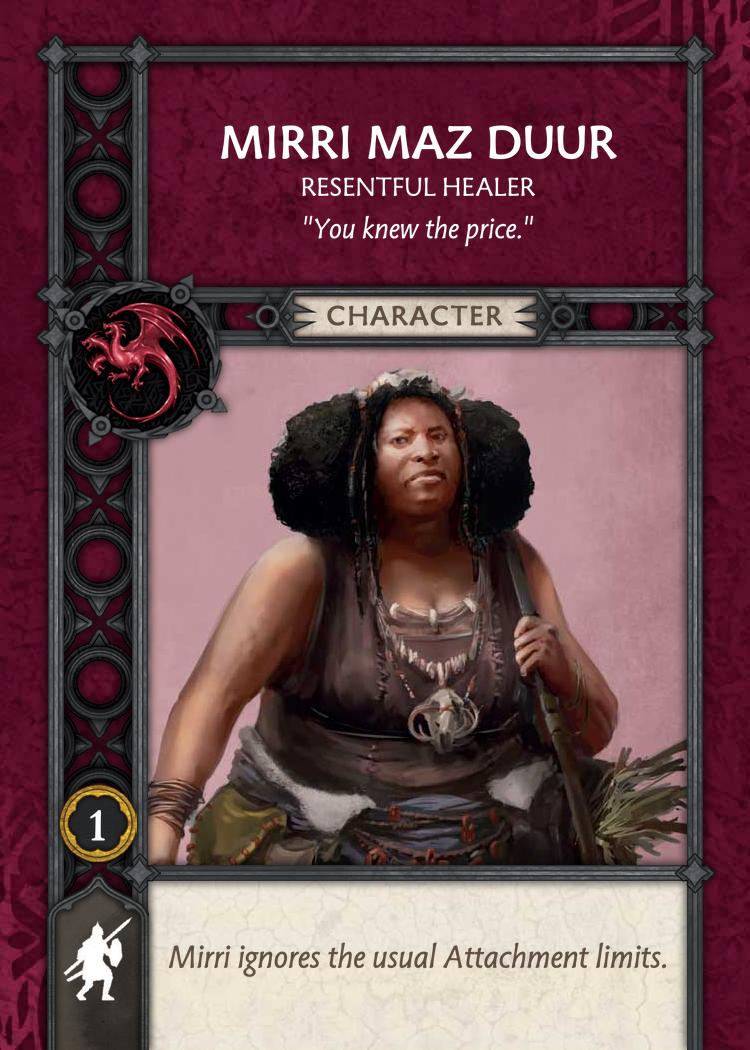 MIRRI MAZ DUUR
RESENTFUL HEALER
"You knew the price."
CHARACTER
1
Mirri ignores the usual Attachment limits.